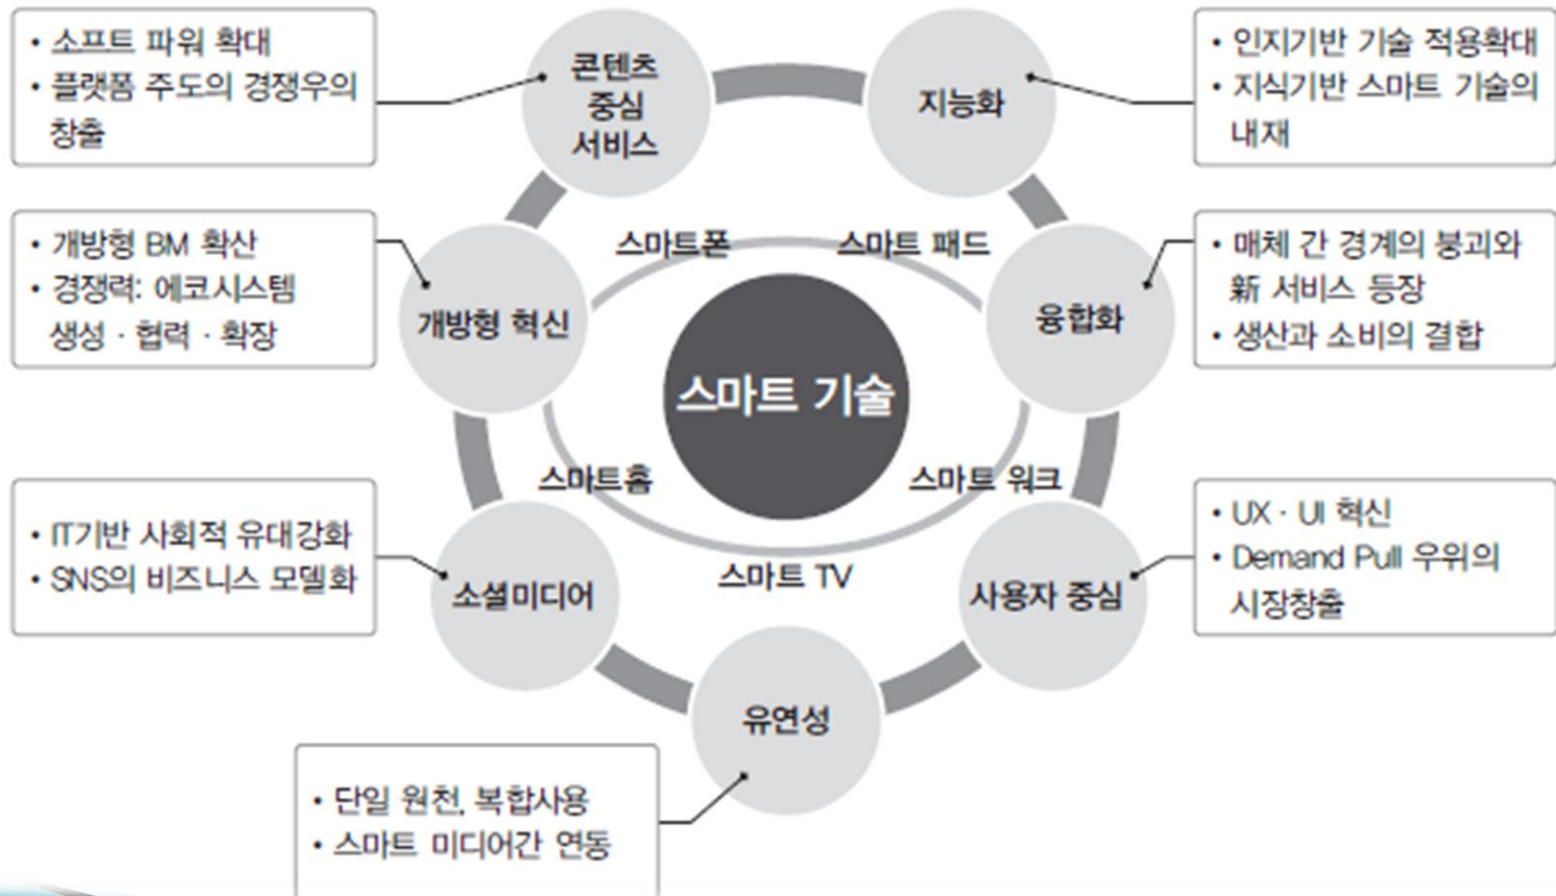 • 소프트 파워 확대
• 플랫폼 주도의 경쟁우의
창출
콘텐츠
중심
서비스
지능화
• 인지기반 기술 적용확대
• 지식기반 스마트 기술의
내재
• 개방형 BM 확산
• 경쟁력: 에코시스템
생성 · 협력 · 확장
개방형 혁신
스마트폰
스마트 패드
융합화
• 매체 간 경계의 붕괴와
新 서비스 등장
• 생산과 소비의 결합
스마트 기술
스마트홈
스마트 워크
스마트 TV
• IT기반 사회적 유대강화
• SNS의 비즈니스 모델화
소셜미디어
사용자 중심
• UX · UI 혁신
• Demand Pull 우위의
시장창출
유연성
• 단일 원천, 복합사용
• 스마트 미디어간 연동